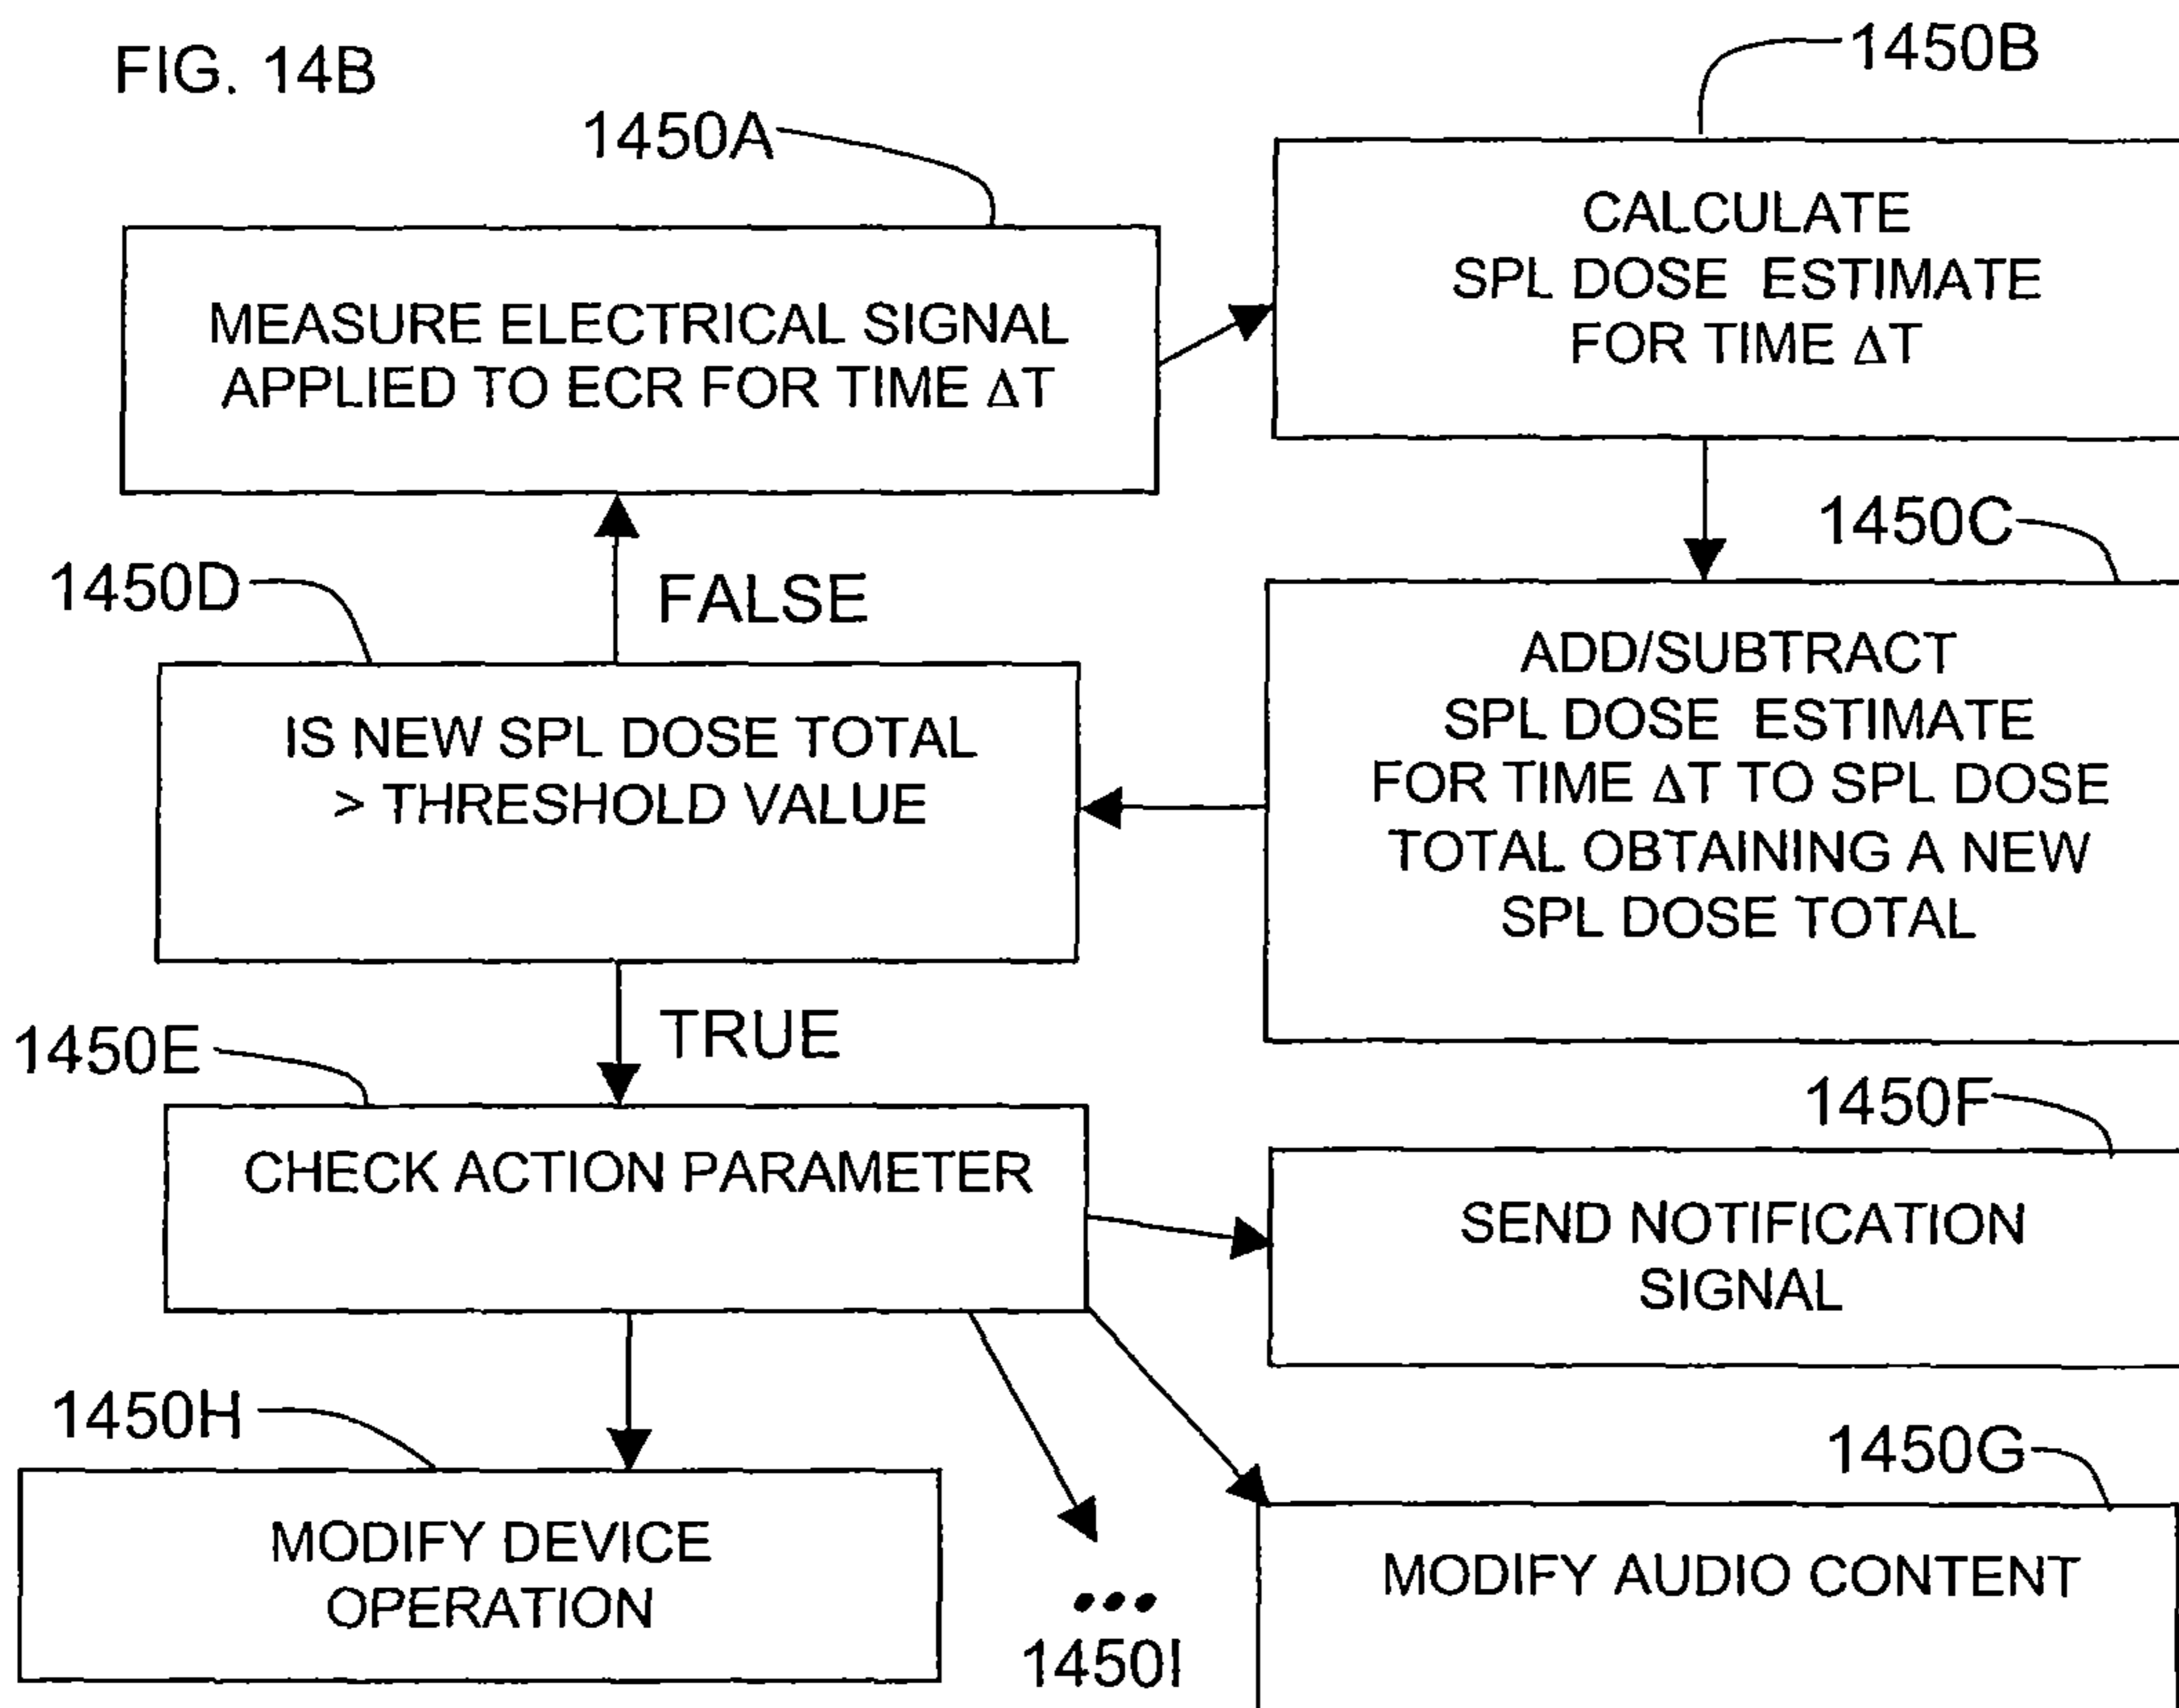 FIG. 14B
1450A
1450B
MEASURE ELECTRICAL SIGNAL
APPLIED TO ECR FOR TIME ΔT
CALCULATE
SPL DOSE ESTIMATE
FOR TIME ΔT
1450C
ADD/SUBTRACT
SPL DOSE ESTIMATE
FOR TIME ΔT TO SPL DOSE
TOTAL OBTAINING A NEW
SPL DOSE TOTAL
1450D
FALSE
IS NEW SPL DOSE TOTAL
> THRESHOLD VALUE
TRUE
1450E
CHECK ACTION PARAMETER
1450F
SEND NOTIFICATION
SIGNAL
1450H
MODIFY DEVICE
OPERATION
•••
1450I
1450G
MODIFY AUDIO CONTENT